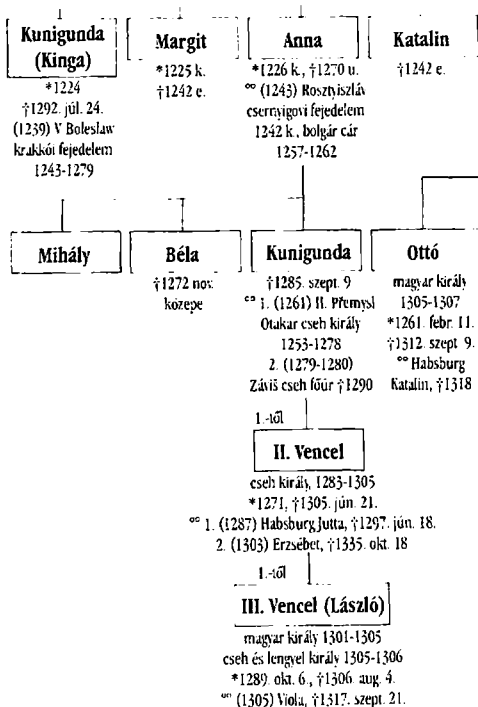 Kunigunda
(Kinga)
*1224
†1292. júl. 24.
(1239) V Boleslaw
krakkói fejedelem
1243-1279
Margit
*1225 k.
†1242 e.
Anna
*1226 k., †1270 u.
∞ (1243) Rosztyiszláv
csernyigovi fejedelem
1242 k., bolgár cár
1257-1262
Katalin
†1242 e.
Mihály
Béla
†1272 nov.
közepe
Kunigunda
†1285. szept. 9
∞ 1. (1261) II. Přemysl
Otakar cseh király
1253-1278
2. (1279-1280)
Záviš cseh főúr †1290
Ottó
magyar király
1305-1307
*1261. febr. 11.
†1312. szept. 9.
∞ Habsburg
Katalin, †1318
1.-től
II. Vencel
cseh király, 1283-1305
*1271, †1305. jún. 21.
∞ 1. (1287) Habsburg Jutta, †1297. jún. 18.
2. (1303) Erzsébet, †1335. okt. 18
1.-től
III. Vencel (László)
magyar király 1301-1305
cseh és lengyel király 1305-1306
*1289. okt. 6., †1306. aug. 4.
∞ (1305) Viola, †1317. szept. 21.